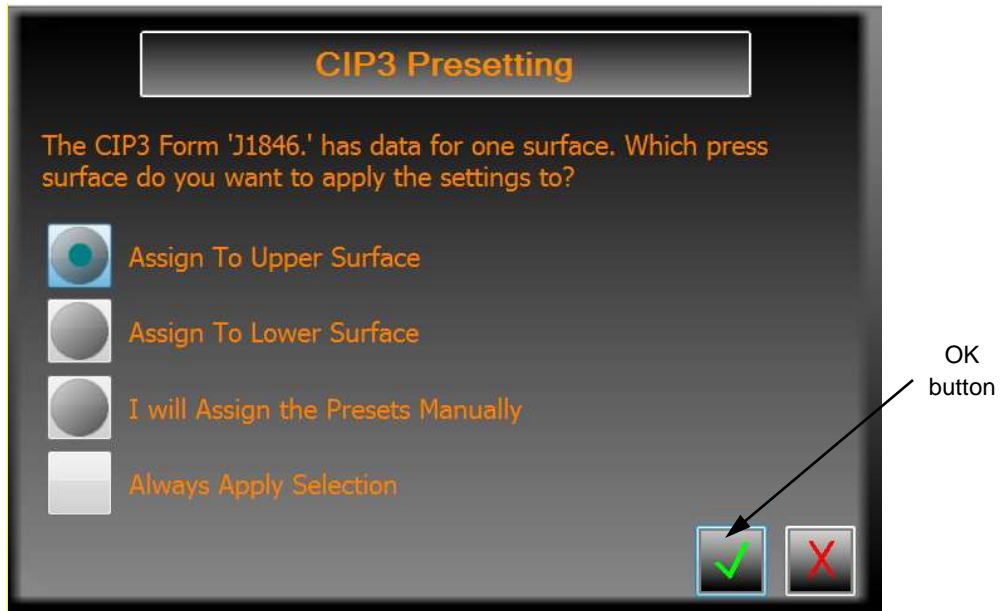 CIP3 Presetting
The CIP3 Form 'J1846.' has data for one surface. Which press
surface do you want to apply the settings to?
Assign To Upper Surface
Assign To Lower Surface
I will Assign the Presets Manually
Always Apply Selection
OK
button
X